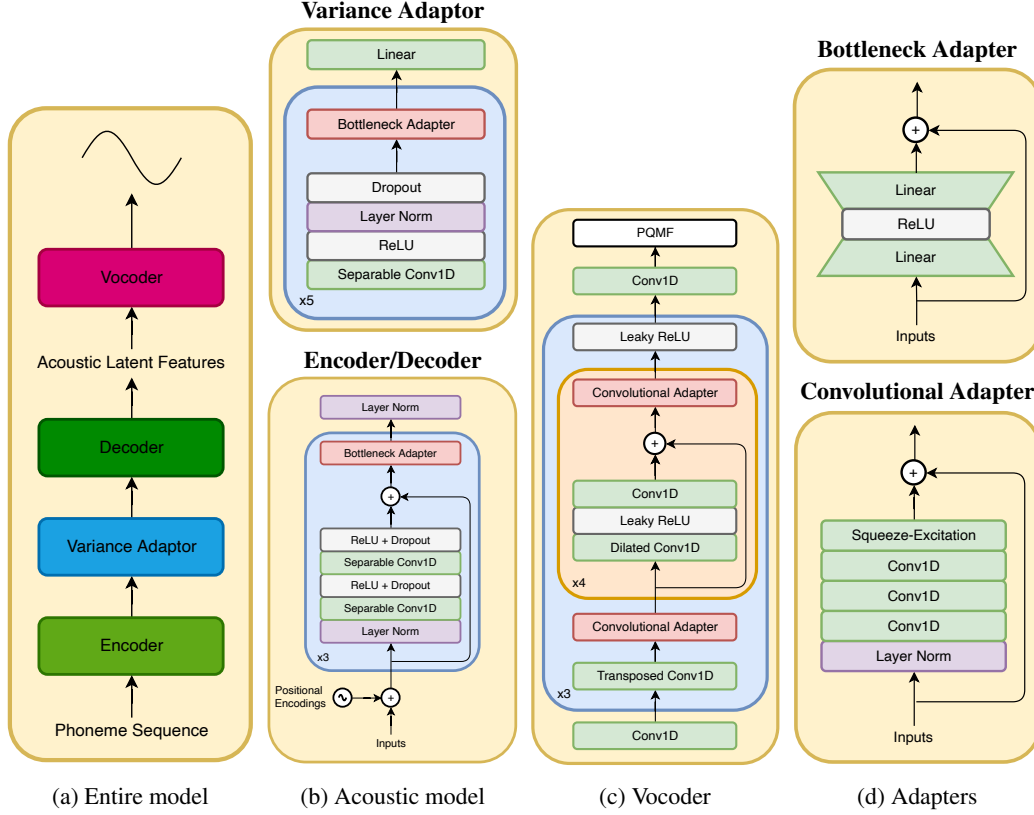 Vocoder
Acoustic Latent Features
Decoder
Variance Adaptor
Encoder
Phoneme Sequence
(a) Entire model
Variance Adaptor
Linear
Bottleneck Adapter
Dropout
Layer Norm
ReLU
Separable Conv1D
x5
Encoder/Decoder
Layer Norm
Bottleneck Adapter
+
ReLU + Dropout
Separable Conv1D
ReLU + Dropout
Separable Conv1D
Layer Norm
x3
Positional
Encodings
+
Inputs
(b) Acoustic model
PQMF
Conv1D
Leaky ReLU
Convolutional Adapter
+
Conv1D
Leaky ReLU
Dilated Conv1D
x4
Convolutional Adapter
Transposed Conv1D
x3
Conv1D
(c) Vocoder
Bottleneck Adapter
+
Linear
ReLU
Linear
Inputs
Convolutional Adapter
+
Squeeze-Excitation
Conv1D
Conv1D
Conv1D
Layer Norm
Inputs
(d) Adapters